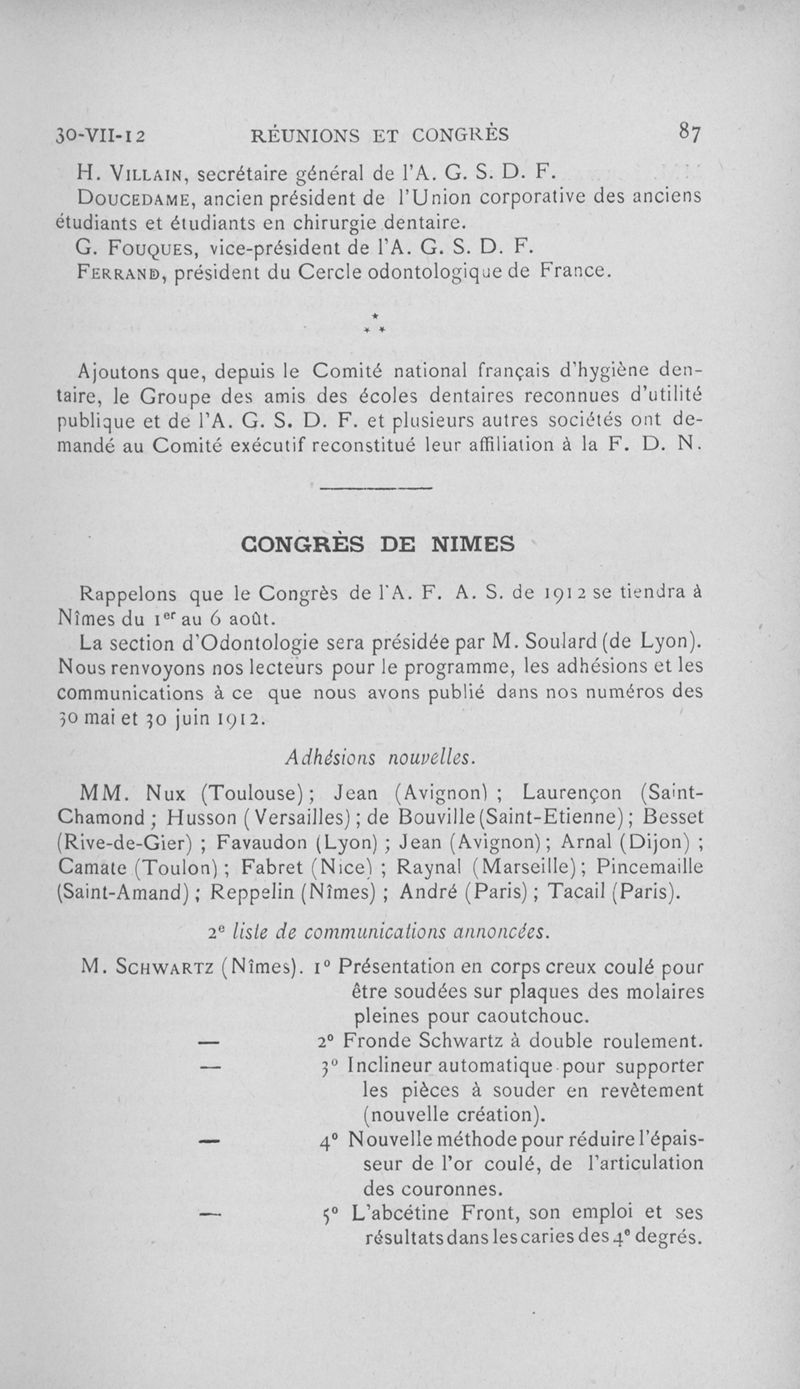 30-VII-12 RÉUNIONS ET CONGRÈS 87
H. VILLAIN, secrétaire général de l'A. G. S. D. F.
DOUCEDAME, ancien président de l'Union corporative des anciens
étudiants et étudiants en chirurgie dentaire.
G. FOUQUES, vice-président de l'A. G. S. D. F.
FERRAND, président du Cercle odontologique de France.
*
* *
Ajoutons que, depuis le Comité national français d'hygiène den-
taire, le Groupe des amis des écoles dentaires reconnues d'utilité
publique et de l'A. G. S. D. F. et plusieurs autres sociétés ont de-
mandé au Comité exécutif reconstitué leur affiliation à la F. D. N.
CONGRÈS DE NIMES
Rappelons que le Congrès de l'A. F. A. S. de 1912 se tiendra à
Nîmes du 1er au 6 août.
La section d'Odontologie sera présidée par M. Soulard (de Lyon).
Nous renvoyons nos lecteurs pour le programme, les adhésions et les
communications à ce que nous avons publié dans nos numéros des
30 mai et 30 juin 1912.
Adhésions nouvelles.
MM. Nux (Toulouse) ; Jean (Avignon) ; Laurençon (Saint-
Chamond ; Husson (Versailles) ; de Bouville (Saint-Etienne) ; Besset
(Rive-de-Gier) ; Favaudon (Lyon) ; Jean (Avignon) ; Arnal (Dijon) ;
Camate (Toulon) ; Fabret (Nice) ; Raynal (Marseille) ; Pincemaille
(Saint-Amand) ; Reppelin (Nîmes) ; André (Paris) ; Tacail (Paris).
2e liste de communications annoncées.
M. SCHWARTZ (Nîmes). 1° Présentation en corps creux coulé pour
être soudées sur plaques des molaires
pleines pour caoutchouc.
— 2° Fronde Schwartz à double roulement.
— 3° Inclineur automatique pour supporter
les pièces à souder en revêtement
(nouvelle création).
— 4° Nouvelle méthode pour réduire l'épais-
seur de l'or coulé, de l'articulation
des couronnes.
— 5° L'abcétine Front, son emploi et ses
résultats dans les caries des 4e degrés.